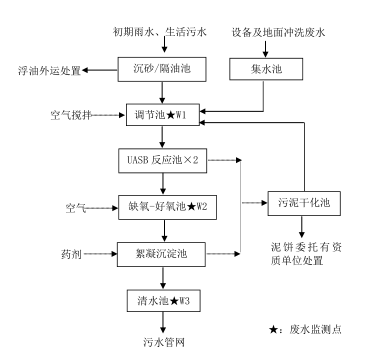 初期雨水、生活污水
设备及地面冲洗废水
浮油外运处置
沉砂/隔油池
集水池
空气搅拌
调节池★W1
UASB 反应池×2
空气
缺氧-好氧池★W2
污泥干化池
药剂
絮凝沉淀池
泥饼委托有资
质单位处置
清水池★W3
★：废水监测点
污水管网